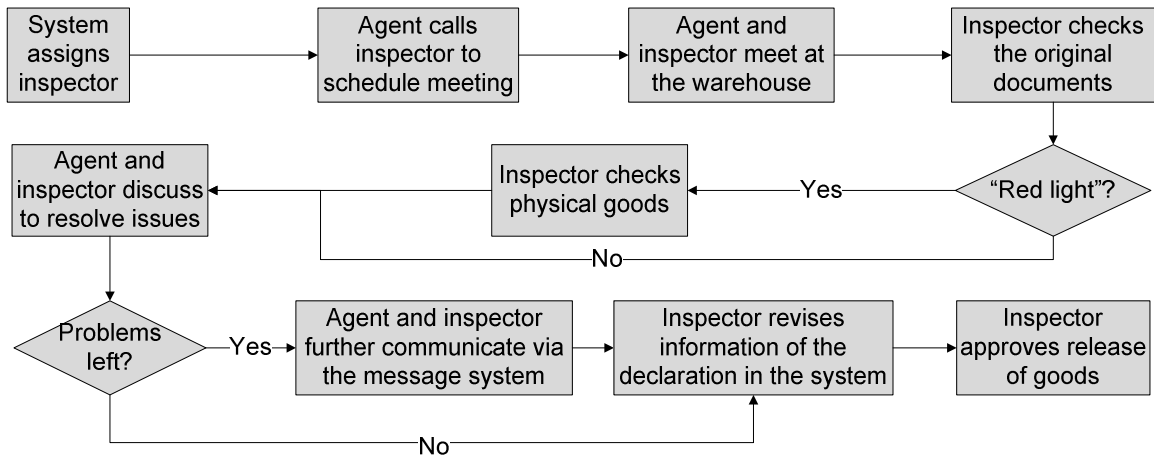 System
assigns
inspector
Agent calls
inspector to
schedule meeting
Agent and
inspector meet at
the warehouse
Inspector checks
the original
documents
“Red light”?
Yes
Inspector checks
physical goods
No
Agent and
inspector discuss
to resolve issues
Problems
left?
Yes
Agent and inspector
further communicate via
the message system
No
Inspector revises
information of the
declaration in the system
Inspector
approves release
of goods